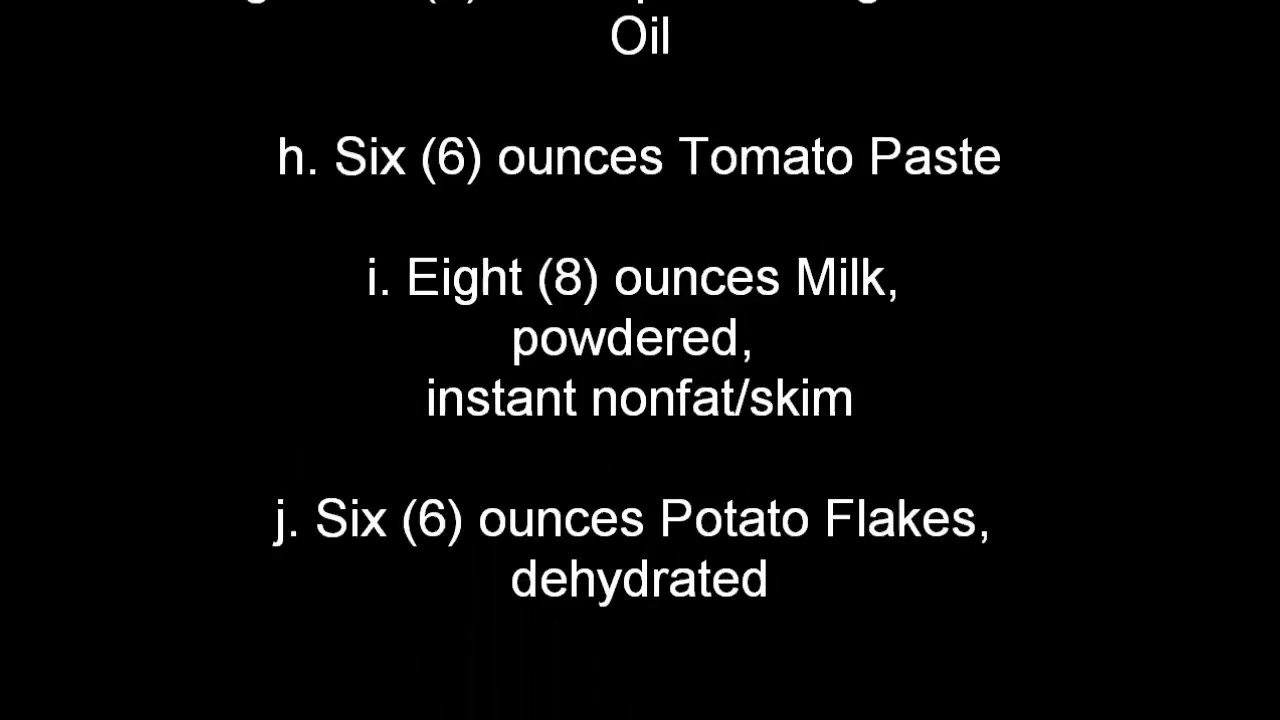 Oil
h. Six (6) ounces Tomato Paste
i. Eight (8) ounces Milk,
powdered,
instant nonfat/skim
j. Six (6) ounces Potato Flakes,
dehydrated